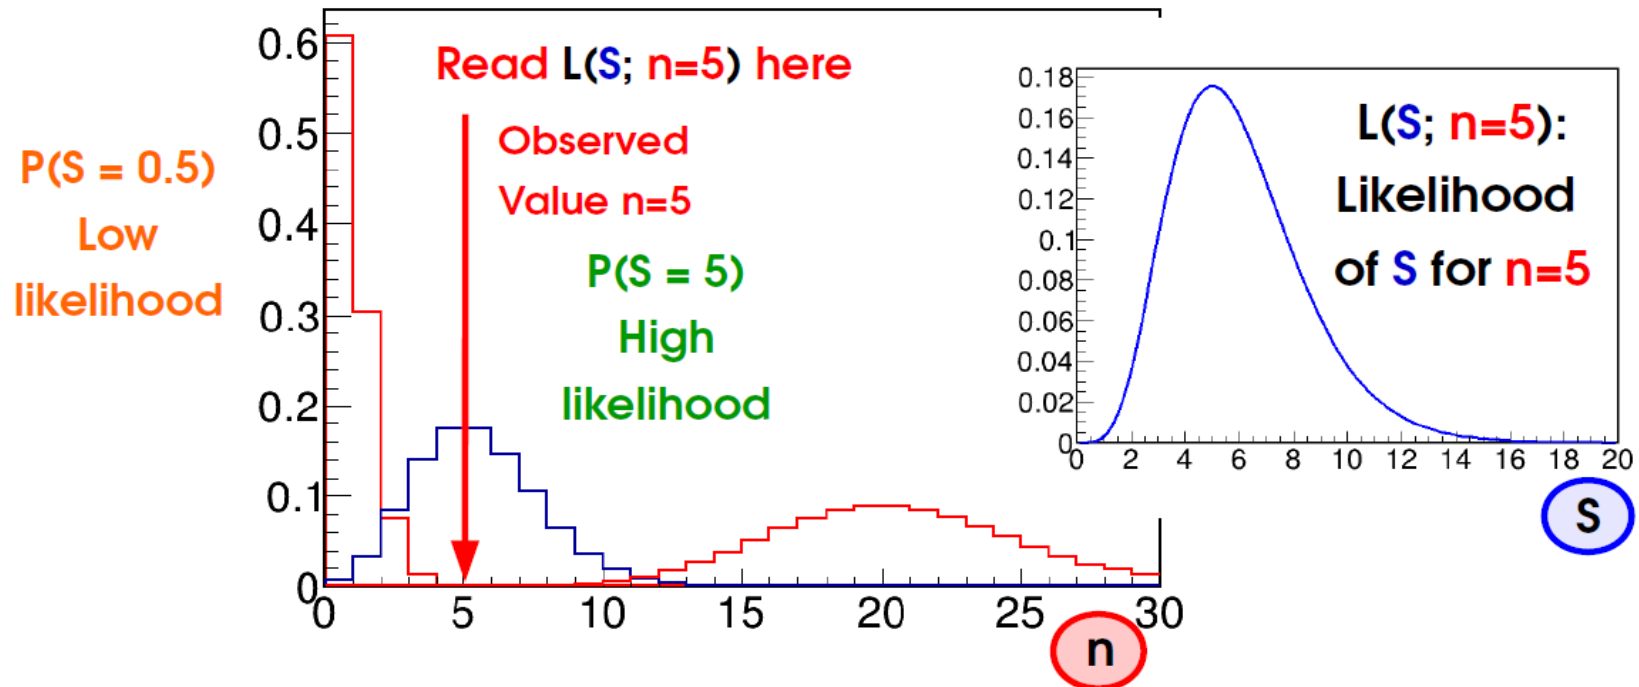 P(S = 0.5)
Low
likelihood
0.6
0.5
0.4
0.3
0.2
0.1
0
Read L(S; n=5) here
Observed
Value n=5
P(S = 5)
High
likelihood
0 5 10 15 20 25 30
n
0.18
0.16
0.14
0.12
0.1
0.08
0.06
0.04
0.02
0
L(S; n=5):
Likelihood
of S for n=5
0 2 4 6 8 10 12 14 16 18 20
S